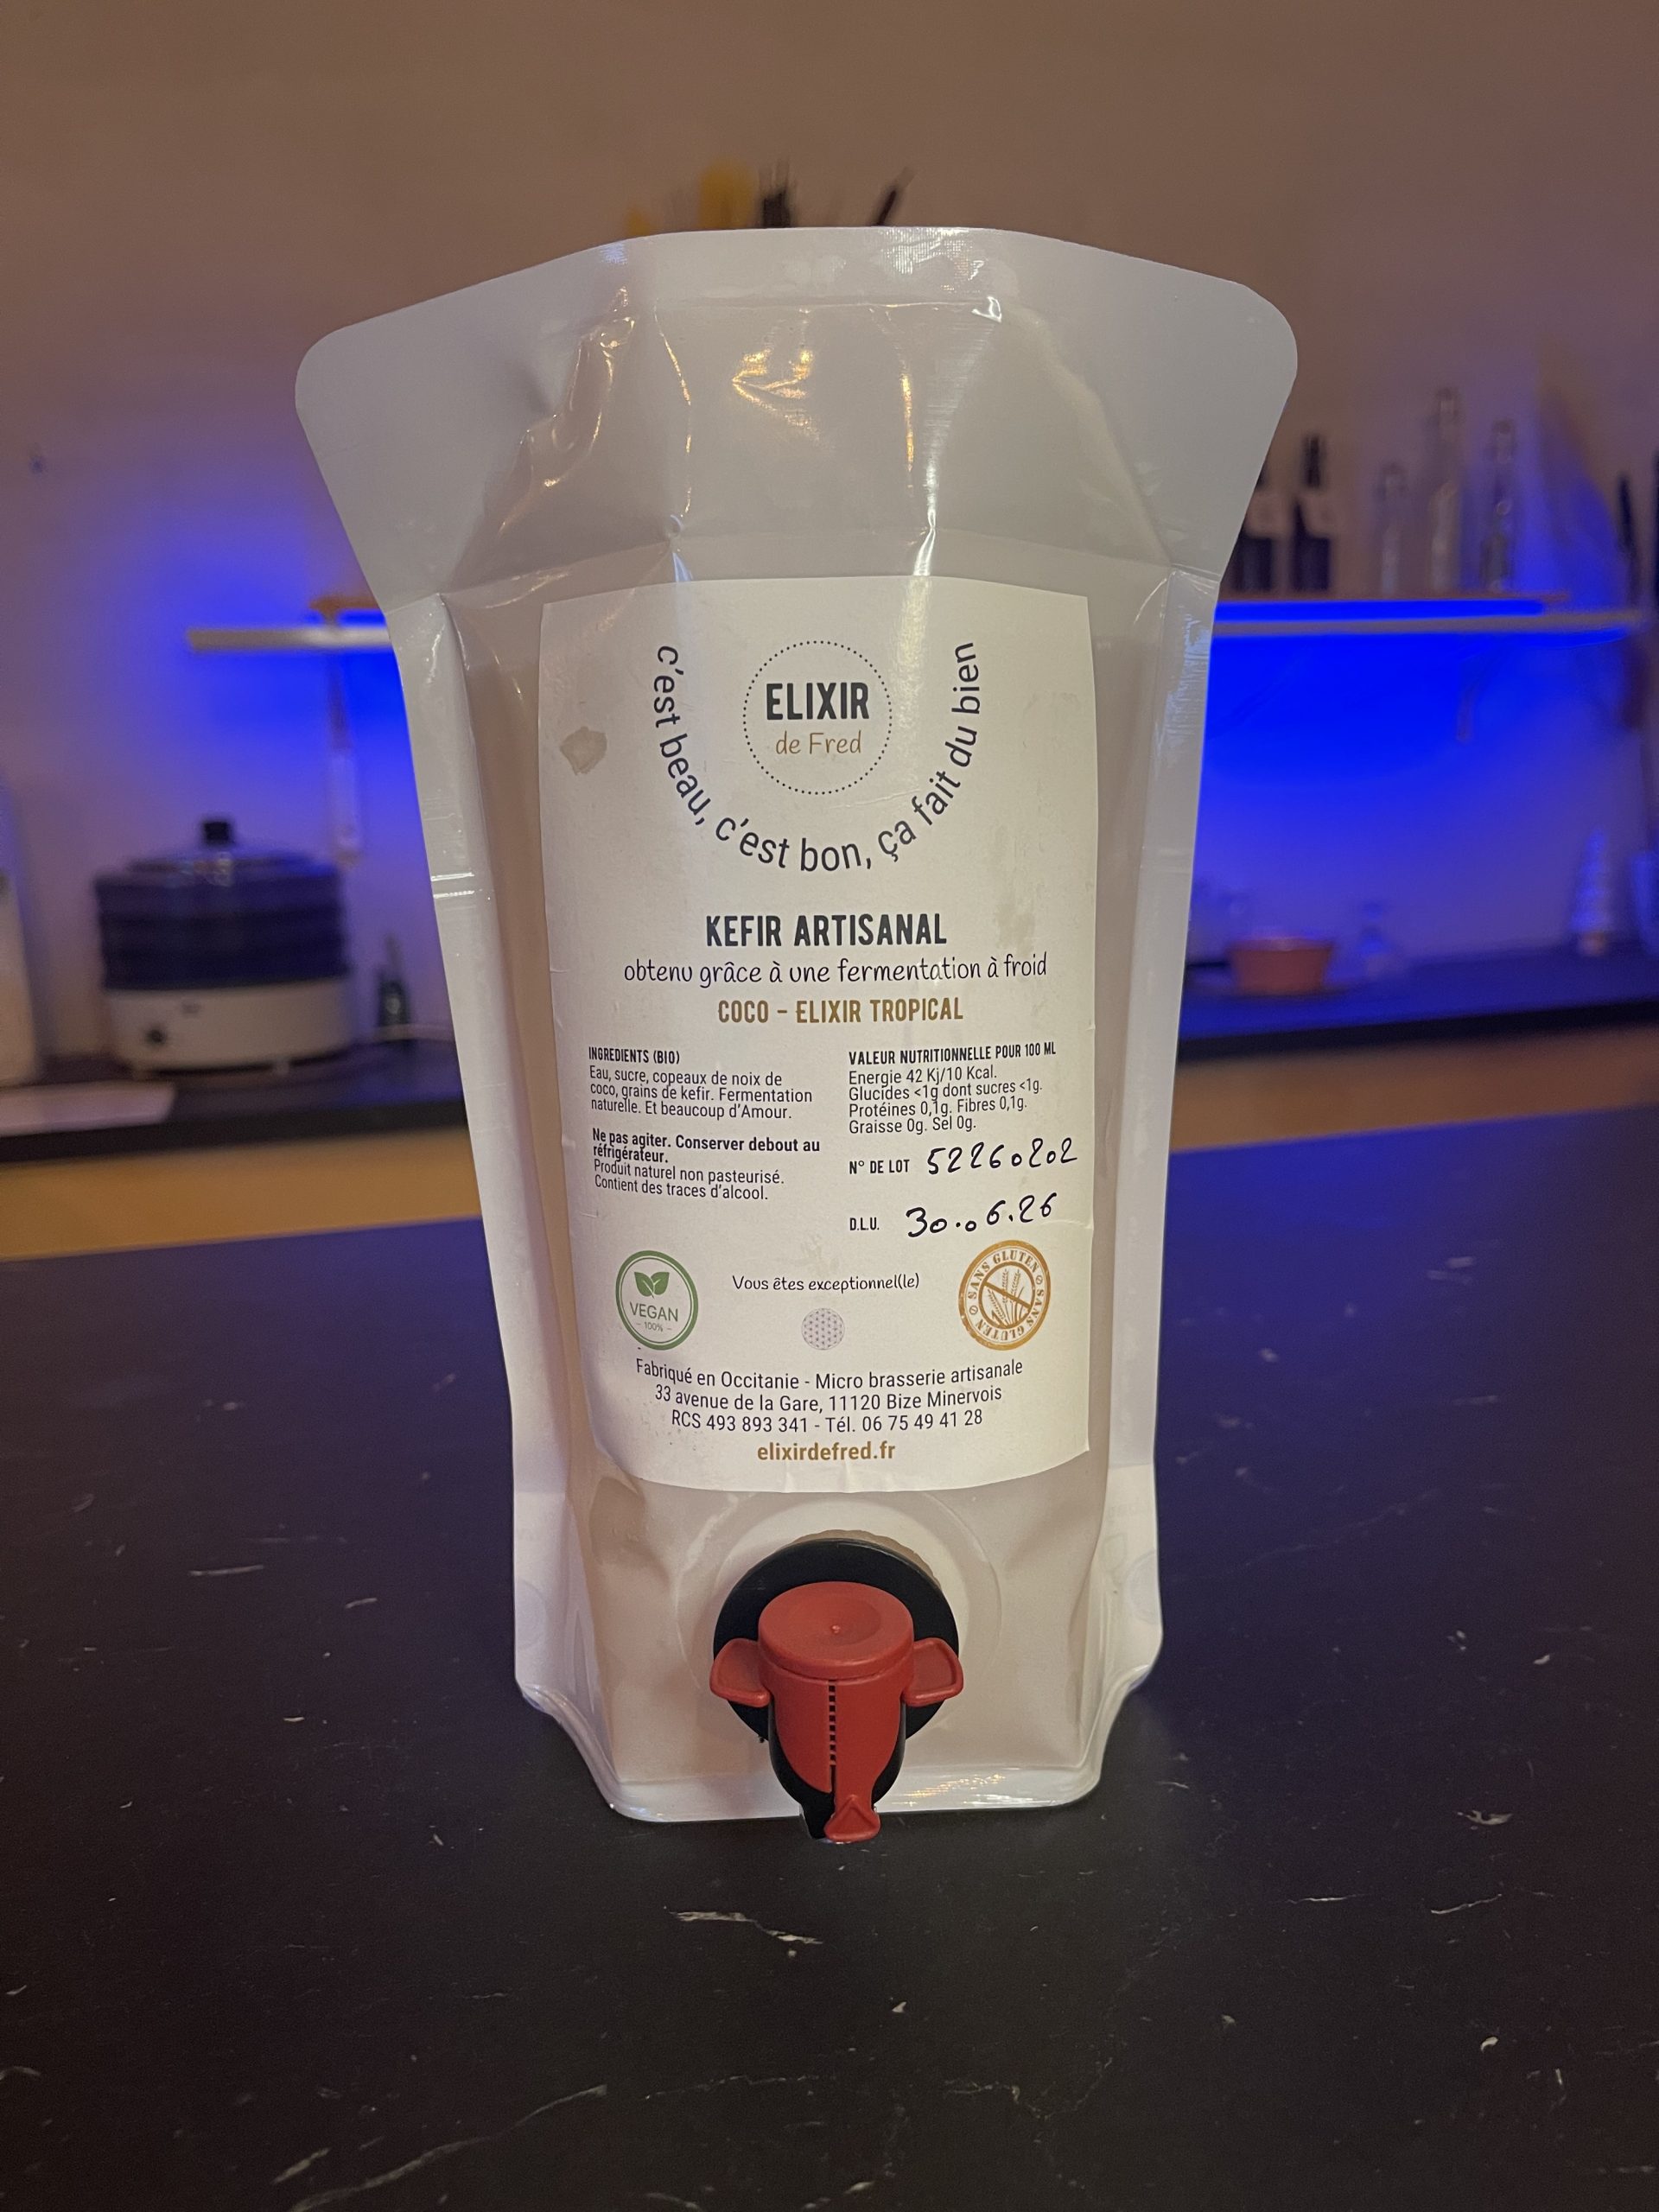 ELIXIR
de Fred
c'est beau, c'est bon, ça fait du bien
KEFIR ARTISANAL
obtenu grâce à une fermentation à froid
COCO - ELIXIR TROPICAL
INGREDIENTS (BIO)
Eau, sucre, copeaux de noix de
coco, grains de kefir. Fermentation
naturelle. Et beaucoup d'Amour.
Ne pas agiter. Conserver debout au
réfrigérateur.
Produit naturel non pasteurisé.
Contient des traces d'alcool.
VALEUR NUTRITIONNELLE POUR 100 ML
Energie 42 Kj/10 Kcal.
Glucides <1g dont sucres <1g.
Protéines 0,1g. Fibres 0,1g.
Graisse 0g. Sel 0g.
N° DE LOT 52260202
D.L.U. 30.06.26
VEGAN
- 100% -
Vous êtes exceptionnel(le)
SANS GLUTEN SANS GLUTEN
Fabriqué en Occitanie - Micro brasserie artisanale
33 avenue de la Gare, 11120 Bize Minervois
RCS 493 893 341 - Tél. 06 75 49 41 28
elixirdefred.fr